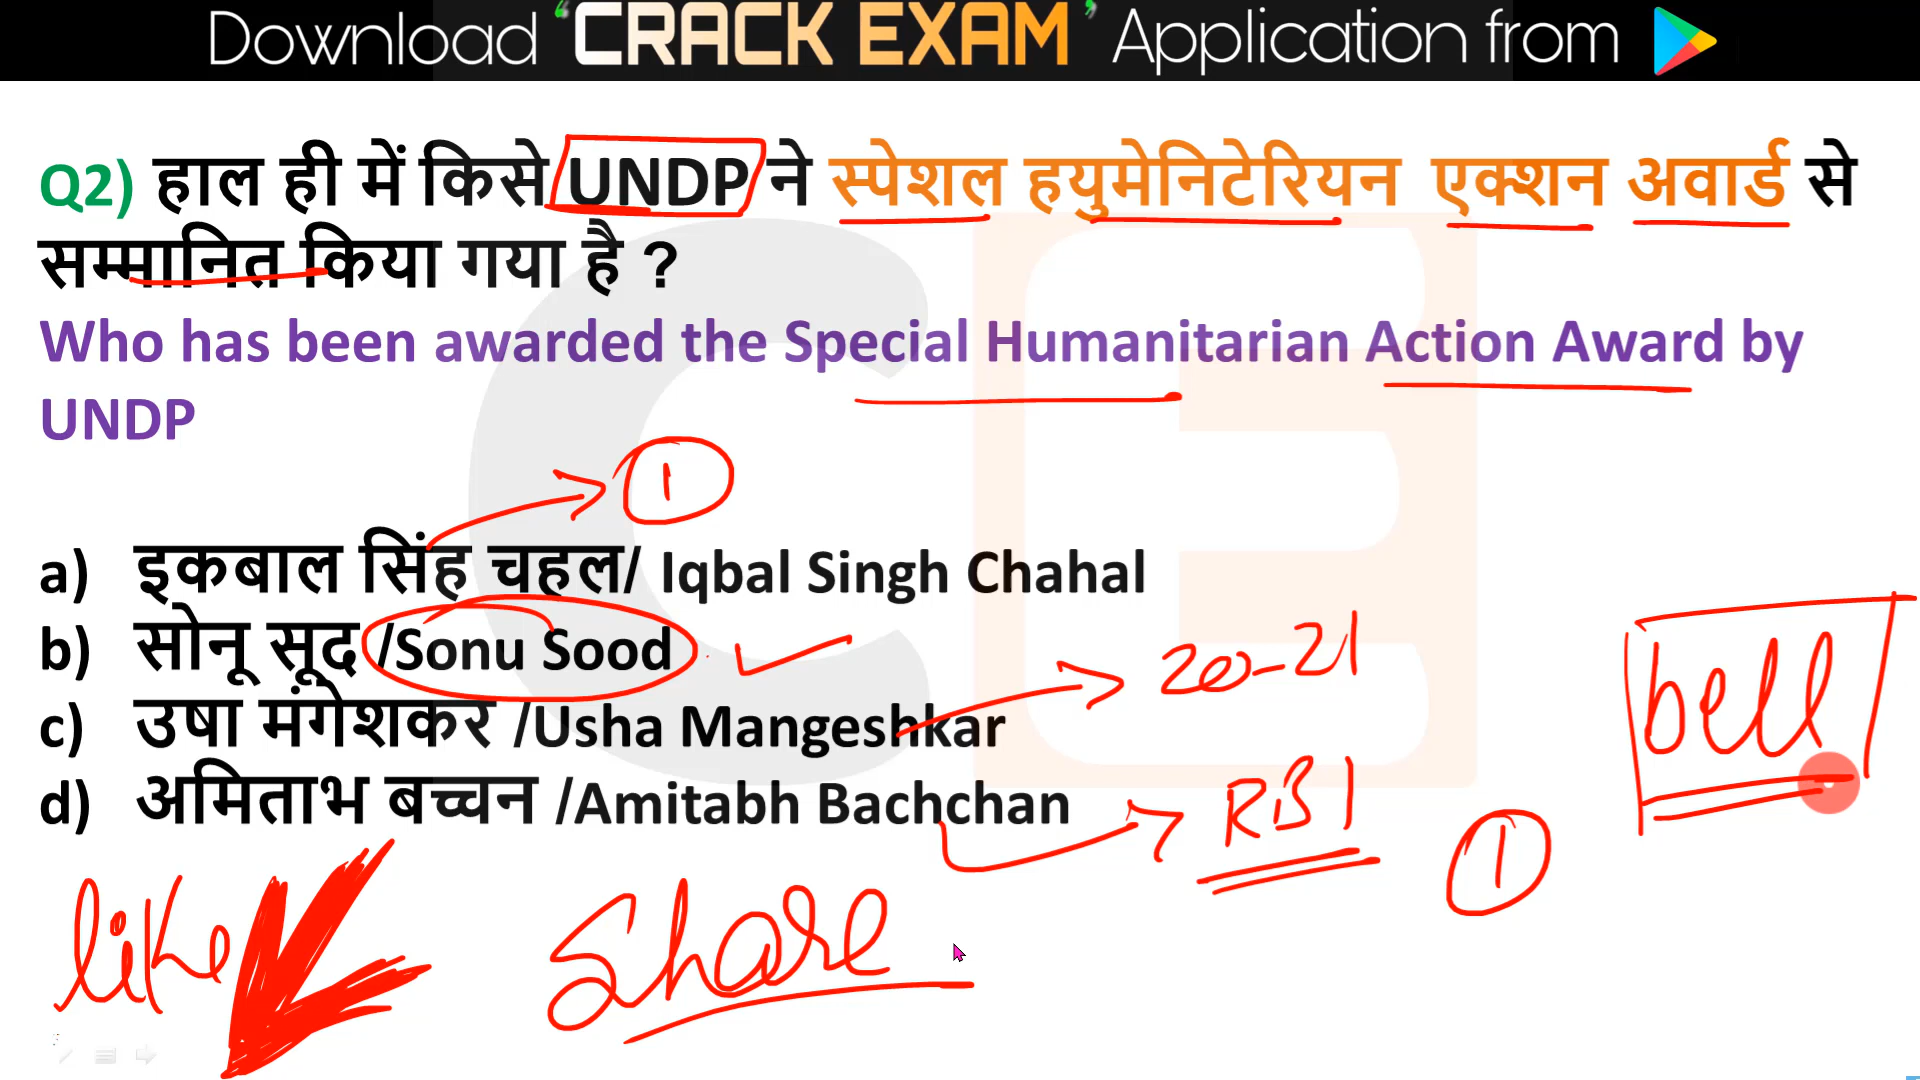 Download ‘CRACK EXAM’ Application from
Q2) हाल ही में किसे UNDP ने स्पेशल हयुमेनिटेरियन एक्शन अवार्ड से
सम्मानित किया गया है ?
Who has been awarded the Special Humanitarian Action Award by
UNDP
1
a) इकबाल सिंह चहल/ Iqbal Singh Chahal
b) सोनू सूद /Sonu Sood
20-21
bell
c) उषा मंगेशकर /Usha Mangeshkar
d) अमिताभ बच्चन /Amitabh Bachchan
RBI
1
like
Share
CE